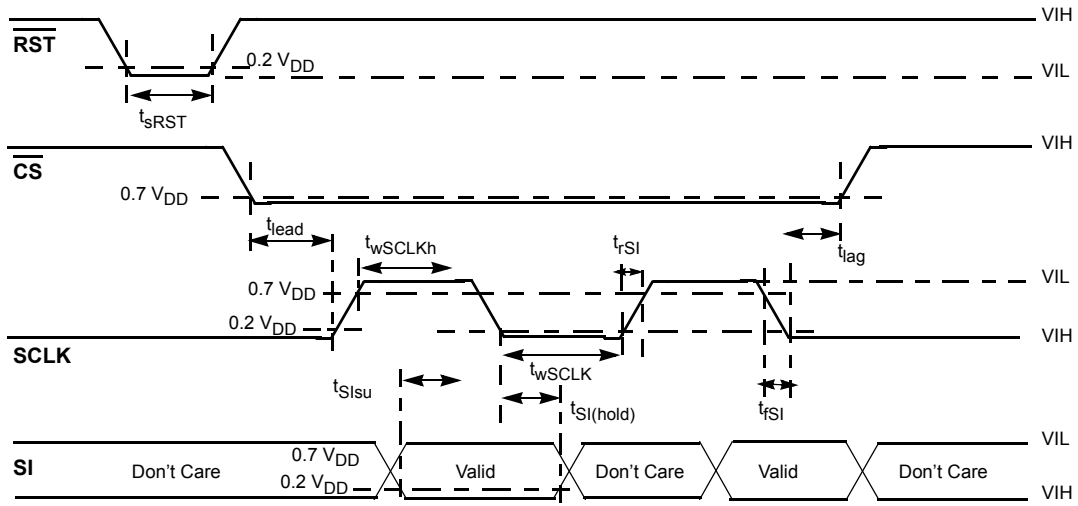 VIH
RST
0.2 VDD
VIL
tsRST
VIH
CS
0.7 VDD
tlead
twSCLKh
trSI
tlag
VIL
0.7 VDD
0.2 VDD
SCLK
VIH
tSIsu
twSCLK
tSI(hold)
tfSI
VIL
SI
0.7 VDD
Don't Care
Valid
Don't Care
Valid
Don't Care
0.2 VDD
VIH